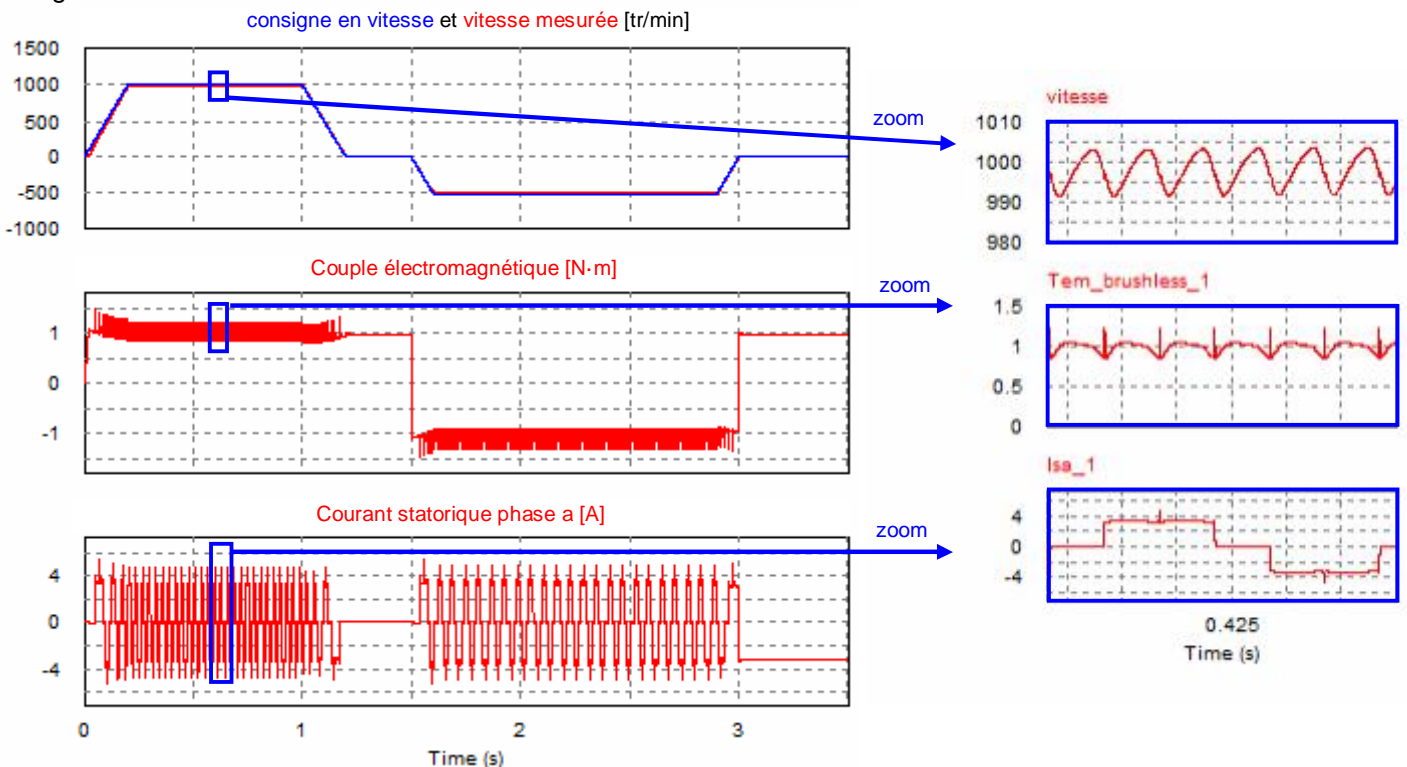 consigne en vitesse et vitesse mesurée [tr/min]
1500
1000
500
0
-500
-1000
zoom
vitesse
1010
1000
990
980
Couple électromagnétique [N·m]
1
0
-1
zoom
Tem_brushless_1
1.5
1
0.5
0
Courant statorique phase a [A]
4
0
-4
0
1
2
3
Time (s)
zoom
Isa_1
4
0
-4
0.425
Time (s)